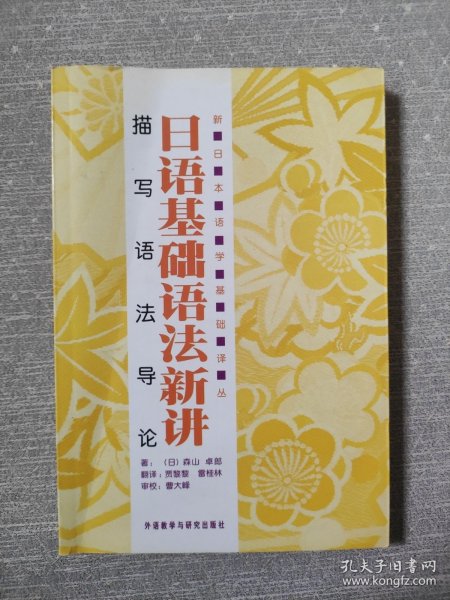 新日本语学基础译丛
日语基础语法新讲
描写语法导论
著：（日）森山 卓郎
翻译：贾黎黎 雷桂林
审校：曹大峰
外语教学与研究出版社
孔夫子旧书网
www.kongfz.com